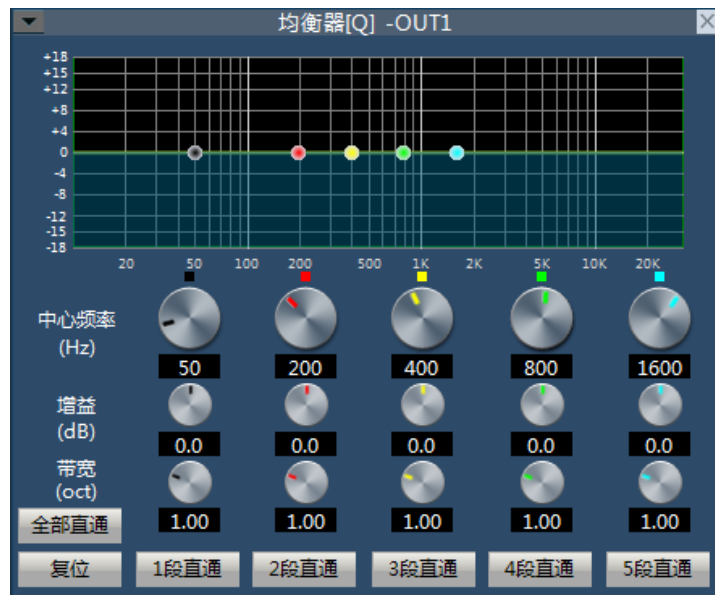 均衡器[Q] -OUT1
+18
+15
+12
+8
+4
0
-4
-8
-12
-15
-18
20 50 100 200 500 1K 2K 5K 10K 20K
中心频率
(Hz)
50 200 400 800 1600
增益
(dB)
0.0 0.0 0.0 0.0 0.0
带宽
(oct)
1.00 1.00 1.00 1.00 1.00
全部直通
复位 1段直通 2段直通 3段直通 4段直通 5段直通